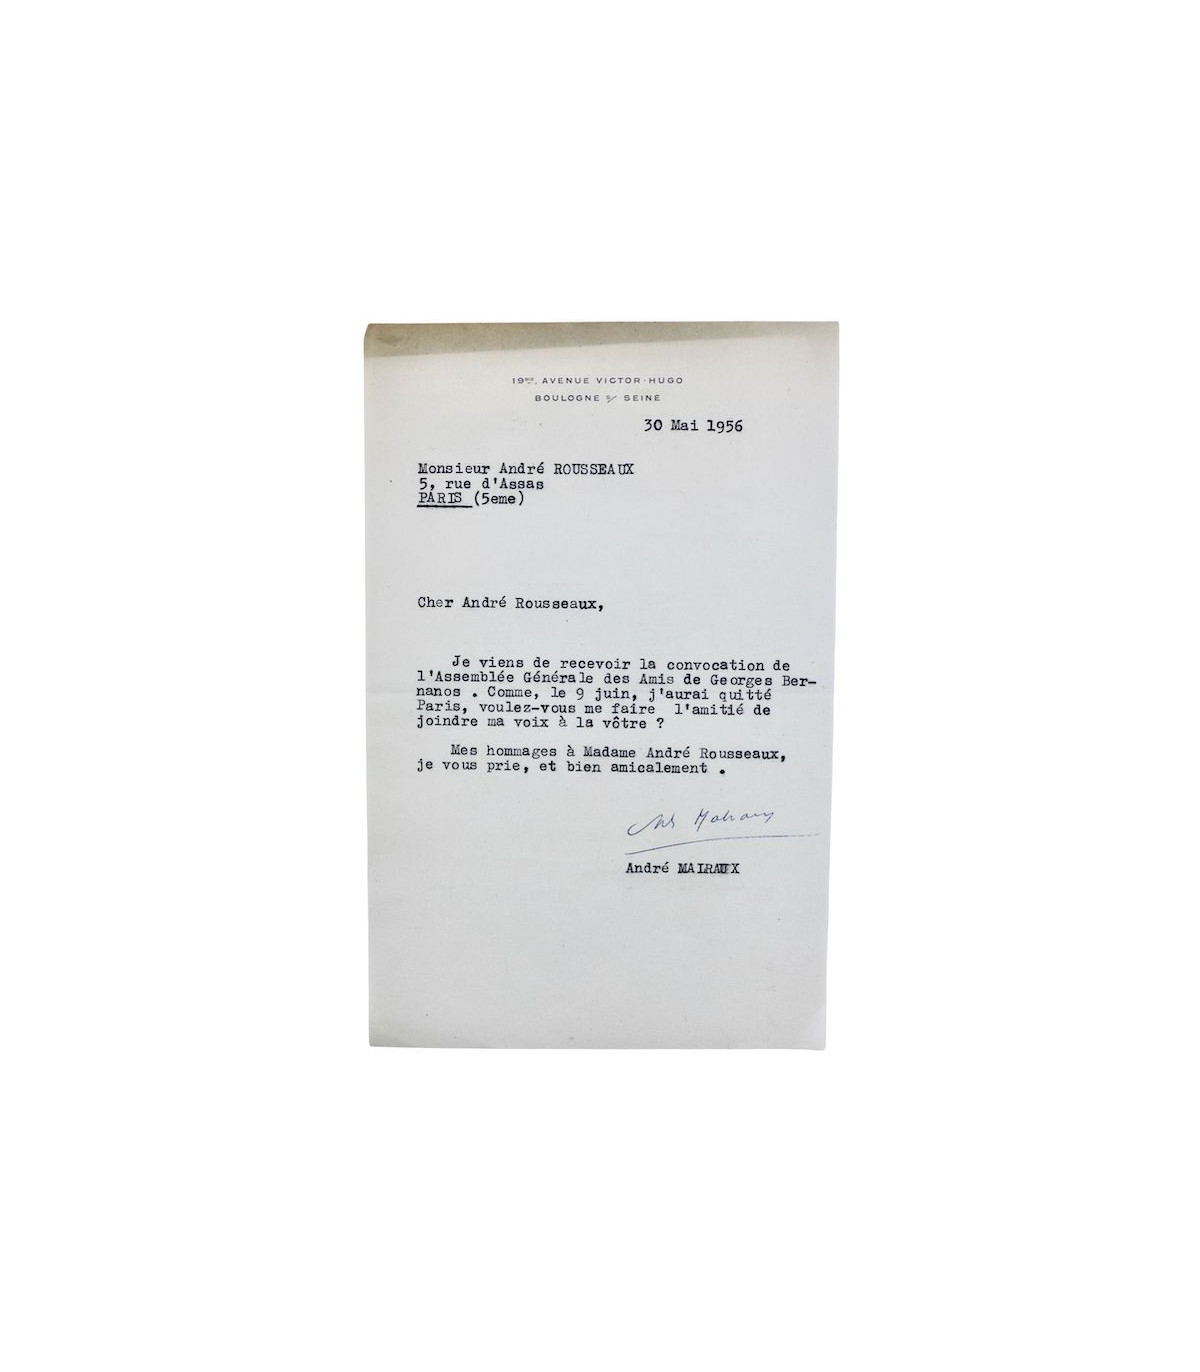 19BIS, AVENUE VICTOR-HUGO
BOULOGNE S/ SEINE
30 Mai 1956
Monsieur André ROUSSEAUX
5, rue d'Assas
PARIS (5eme)
Cher André Rousseaux,
Je viens de recevoir la convocation de
l'Assemblée Générale des Amis de Georges Ber-
nanos . Comme, le 9 juin, j'aurai quitté
Paris, voulez-vous me faire l'amitié de
joindre ma voix à la vôtre ?
Mes hommages à Madame André Rousseaux,
je vous prie, et bien amicalement .
André Malraux
André MALRAUX